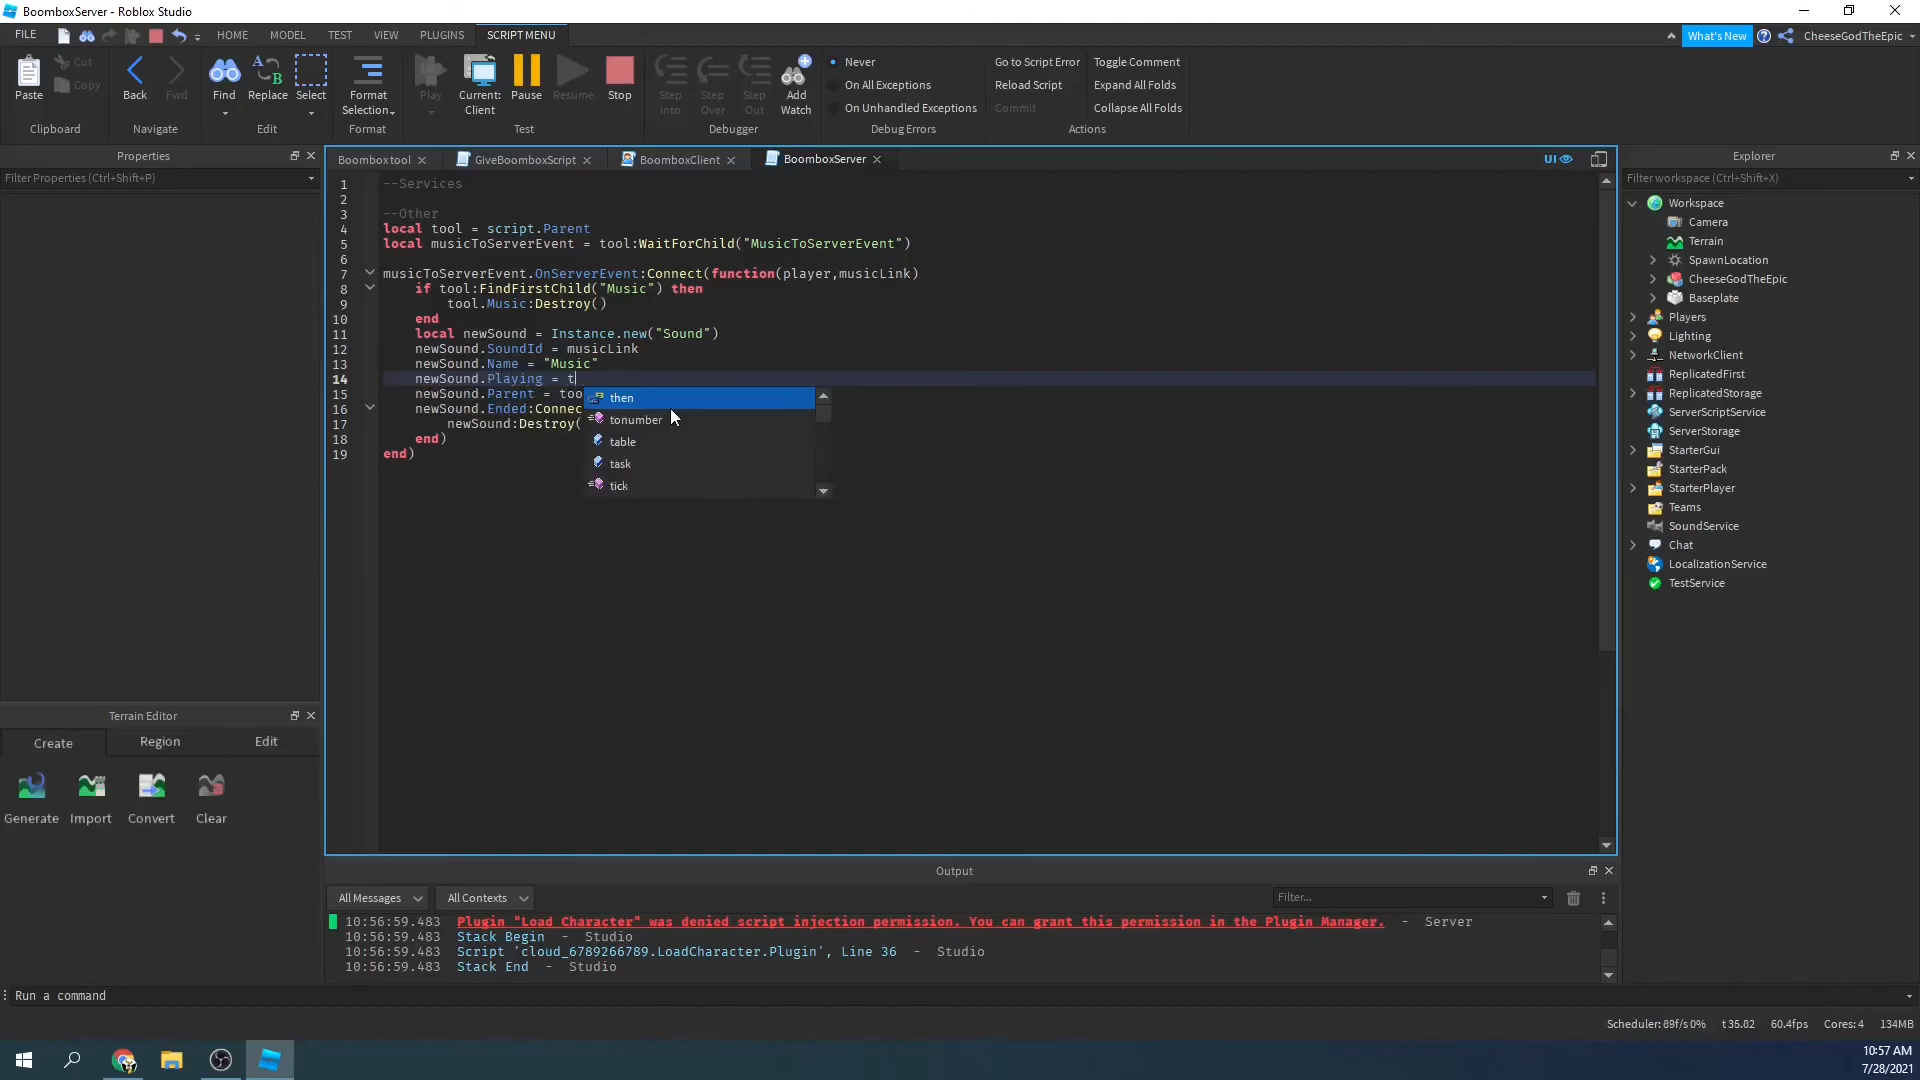 BoomboxServer - Roblox Studio
FILE HOME MODEL TEST VIEW PLUGINS SCRIPT MENU What's New CheeseGodTheEpic
Paste Cut Copy Clipboard
Back Fwd Navigate
Find Replace Select Edit
Format Selection Format
Play Current: Client Pause Resume Stop Test
Step Into Step Over Step Out Add Watch Debugger
Never
On All Exceptions
On Unhandled Exceptions
Debug Errors
Go to Script Error Toggle Comment
Reload Script Expand All Folds
Commit Collapse All Folds
Actions
Properties
Filter Properties (Ctrl+Shift+P)
Boombox tool GiveBoomboxScript BoomboxClient BoomboxServer UI
1 --Services
2
3 --Other
4 local tool = script.Parent
5 local musicToServerEvent = tool:WaitForChild("MusicToServerEvent")
6
7 musicToServerEvent.OnServerEvent:Connect(function(player,musicLink)
8 if tool:FindFirstChild("Music") then
9 tool.Music:Destroy()
10 end
11 local newSound = Instance.new("Sound")
12 newSound.SoundId = musicLink
13 newSound.Name = "Music"
14 newSound.Playing = t
15 newSound.Parent = too
16 newSound.Ended:Connec
17 newSound:Destroy(
18 end)
19 end)
then
tonumber
table
task
tick
Explorer
Filter workspace (Ctrl+Shift+X)
Workspace
Camera
Terrain
SpawnLocation
CheeseGodTheEpic
Baseplate
Players
Lighting
NetworkClient
ReplicatedFirst
ReplicatedStorage
ServerScriptService
ServerStorage
StarterGui
StarterPack
StarterPlayer
Teams
SoundService
Chat
LocalizationService
TestService
Terrain Editor
Create Region Edit
Generate Import Convert Clear
Output
All Messages All Contexts Filter...
10:56:59.483 Plugin "Load Character" was denied script injection permission. You can grant this permission in the Plugin Manager. - Server
10:56:59.483 Stack Begin - Studio
10:56:59.483 Script 'cloud_6789266789.LoadCharacter.Plugin', Line 36 - Studio
10:56:59.483 Stack End - Studio
Run a command
Scheduler: 89f/s 0% t 35.82 60.4fps Cores: 4 134MB
10:57 AM
7/28/2021